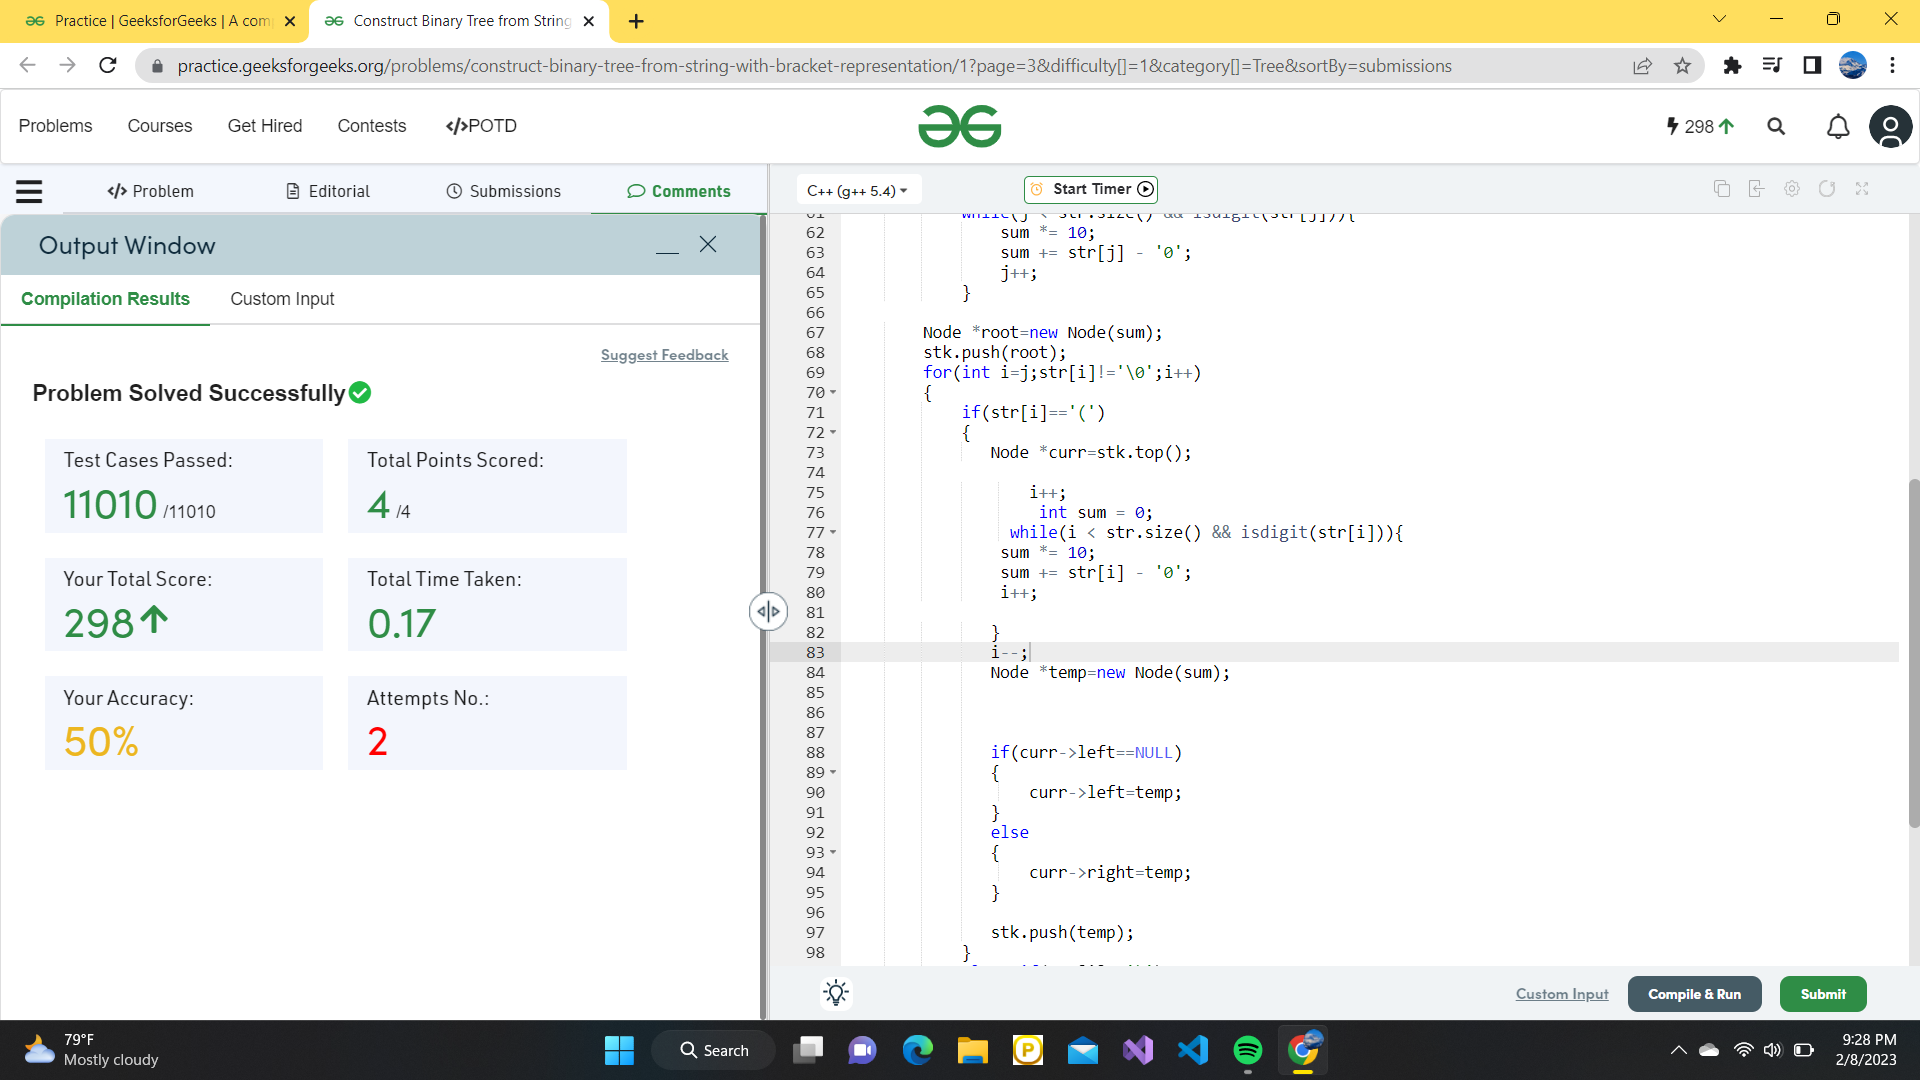 Practice | GeeksforGeeks | A com
Construct Binary Tree from String
practice.geeksforgeeks.org/problems/construct-binary-tree-from-string-with-bracket-representation/1?page=3&difficulty[]=1&category[]=Tree&sortBy=submissions
Problems
Courses
Get Hired
Contests
</>POTD
298
</> Problem
Editorial
Submissions
Comments
C++ (g++ 5.4)
Start Timer
Output Window
Compilation Results
Custom Input
Suggest Feedback
Problem Solved Successfully
Test Cases Passed:
11010 /11010
Total Points Scored:
4 /4
Your Total Score:
298
Total Time Taken:
0.17
Your Accuracy:
50%
Attempts No.:
2
61 while(j < str.size() && isdigit(str[j])){
62 sum *= 10;
63 sum += str[j] - '0';
64 j++;
65 }
66
67 Node *root=new Node(sum);
68 stk.push(root);
69 for(int i=j;str[i]!='\0';i++)
70 {
71 if(str[i]=='(')
72 {
73 Node *curr=stk.top();
74
75 i++;
76 int sum = 0;
77 while(i < str.size() && isdigit(str[i])){
78 sum *= 10;
79 sum += str[i] - '0';
80 i++;
81
82 }
83 i--;
84 Node *temp=new Node(sum);
85
86
87
88 if(curr->left==NULL)
89 {
90 curr->left=temp;
91 }
92 else
93 {
94 curr->right=temp;
95 }
96
97 stk.push(temp);
98 }
Custom Input
Compile & Run
Submit
79°F
Mostly cloudy
Search
9:28 PM
2/8/2023